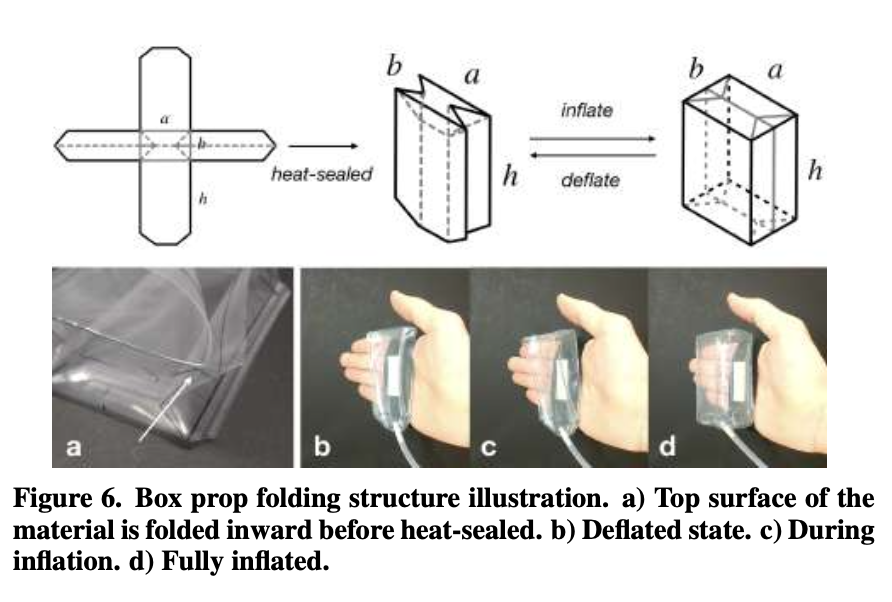 a
b
h
heat-sealed
b
a
h
inflate
deflate
b
a
h
a
b
c
d
Figure 6. Box prop folding structure illustration. a) Top surface of the
material is folded inward before heat-sealed. b) Deflated state. c) During
inflation. d) Fully inflated.